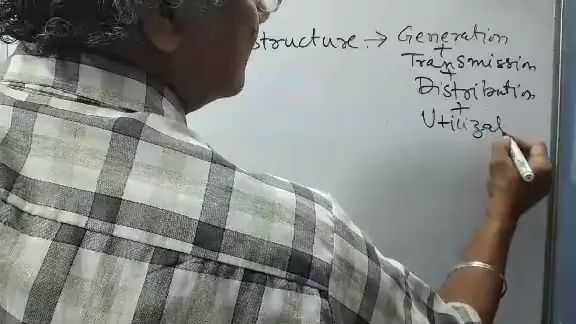 structure. → Generation
+
Transmission
+
Distribution
+
Utilizat